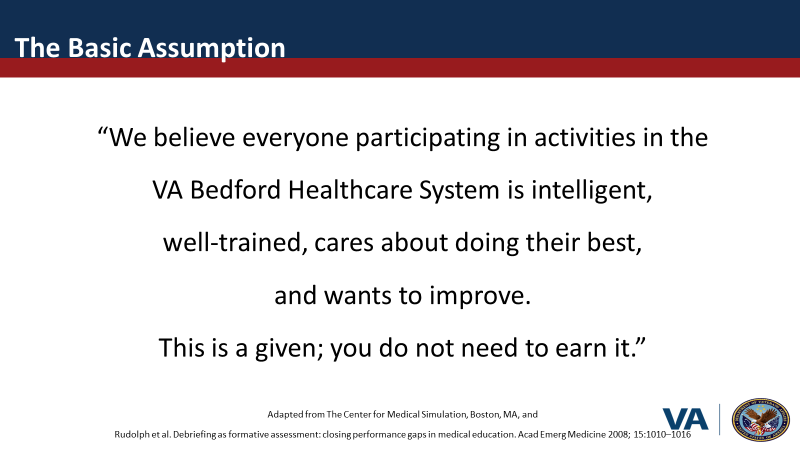 The Basic Assumption
“We believe everyone participating in activities in the
VA Bedford Healthcare System is intelligent,
well-trained, cares about doing their best,
and wants to improve.
This is a given; you do not need to earn it.”
Adapted from The Center for Medical Simulation, Boston, MA, and
Rudolph et al. Debriefing as formative assessment: closing performance gaps in medical education. Acad Emerg Medicine 2008; 15:1010–1016
VA